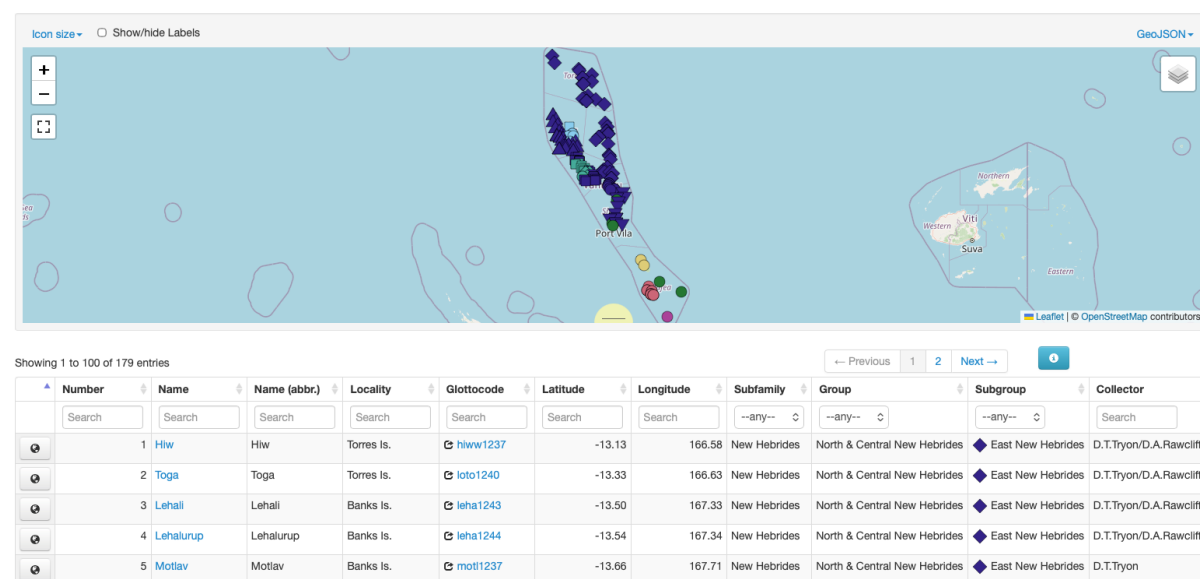 Icon size
Show/hide Labels
GeoJSON
+
−
Northern
Western
Viti
Suva
Eastern
Port Vila
Leaflet | © OpenStreetMap contributors
Showing 1 to 100 of 179 entries
← Previous 1 2 Next →
Number Name Name (abbr.) Locality Glottocode Latitude Longitude Subfamily Group Subgroup Collector
Search Search Search Search Search Search Search --any-- --any-- --any-- Search
1 Hiw Hiw Torres Is. hiww1237 -13.13 166.58 New Hebrides North & Central New Hebrides East New Hebrides D.T.Tryon/D.A.Rawcliff
2 Toga Toga Torres Is. loto1240 -13.33 166.63 New Hebrides North & Central New Hebrides East New Hebrides D.T.Tryon/D.A.Rawcliff
3 Lehali Lehali Banks Is. leha1243 -13.50 167.33 New Hebrides North & Central New Hebrides East New Hebrides D.T.Tryon/D.A.Rawcliff
4 Lehalurup Lehalurup Banks Is. leha1244 -13.54 167.34 New Hebrides North & Central New Hebrides East New Hebrides D.T.Tryon/D.A.Rawcliff
5 Motlav Motlav Banks Is. motl1237 -13.66 167.71 New Hebrides North & Central New Hebrides East New Hebrides D.T.Tryon